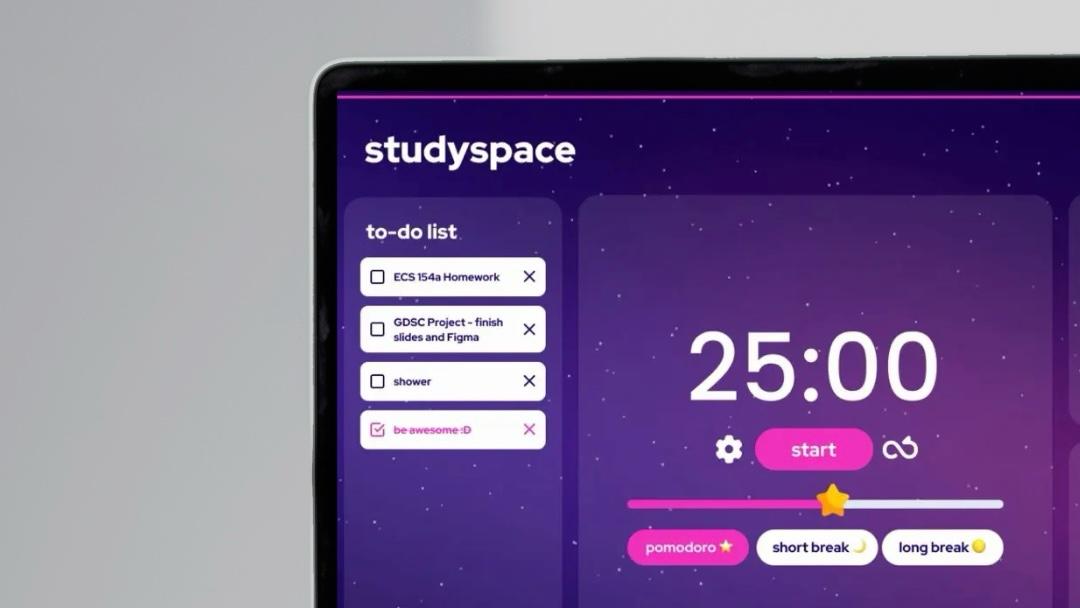 studyspace
to-do list
ECS 154a Homework
GDSC Project - finish
slides and Figma
shower
be awesome :D
25:00
start
pomodoro
short break
long break